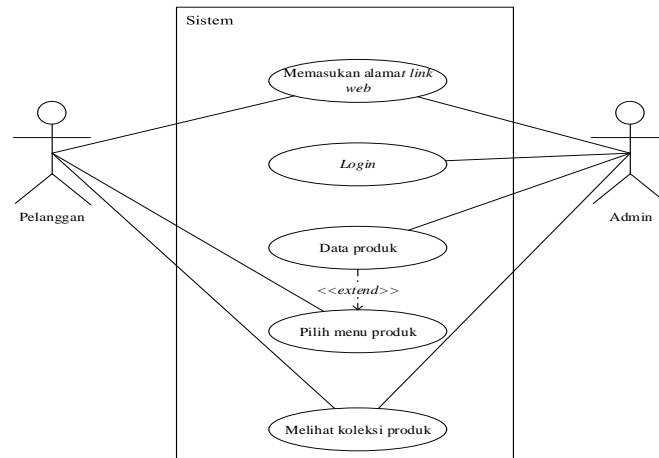 Sistem
Memasukan alamat link
web
Login
Pelanggan
Admin
Data produk
<<extend>>
Pilih menu produk
Melihat koleksi produk